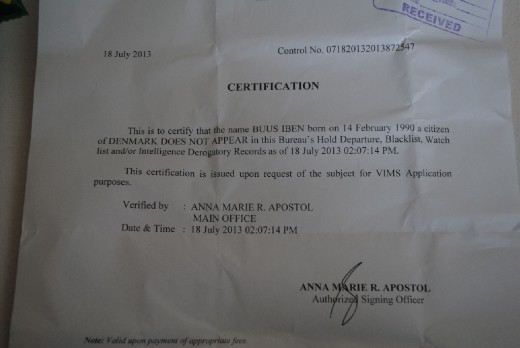 RECEIVED
18 July 2013
Control No. 071820132013872547
CERTIFICATION
This is to certify that the name BUUS IBEN born on 14 February 1990 a citizen
of DENMARK DOES NOT APPEAR in this Bureau's Hold Departure, Blacklist, Watch
list and/or Intelligence Derogatory Records as of 18 July 2013 02:07:14 PM.
This certification is issued upon request of the subject for VIMS Application
purposes.
Verified by : ANNA MARIE R. APOSTOL
MAIN OFFICE
Date & Time : 18 July 2013 02:07:14 PM
ANNA MARIE R. APOSTOL
Authorized Signing Officer
Note: Valid upon payment of appropriate fees